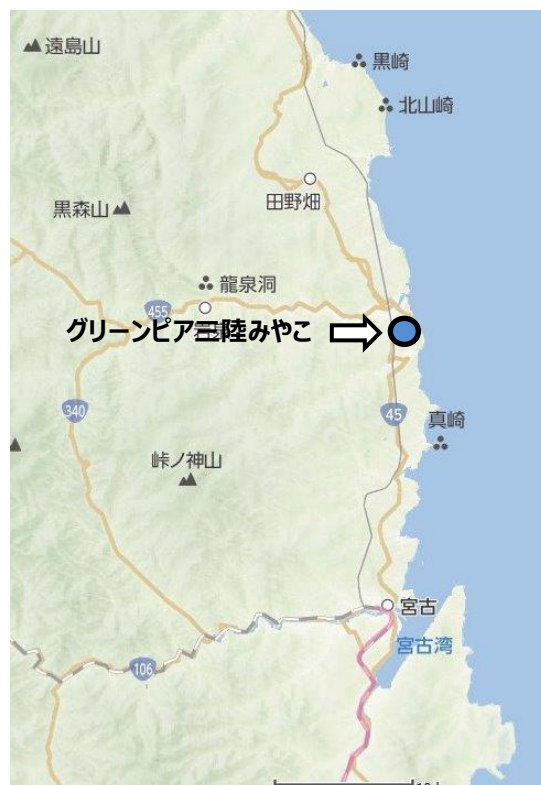 遠島山
黒崎
北山崎
田野畑
黒森山
龍泉洞
455
グリーンピア三陸みやこ
340
45
真崎
峠ノ神山
宮古
宮古湾
106